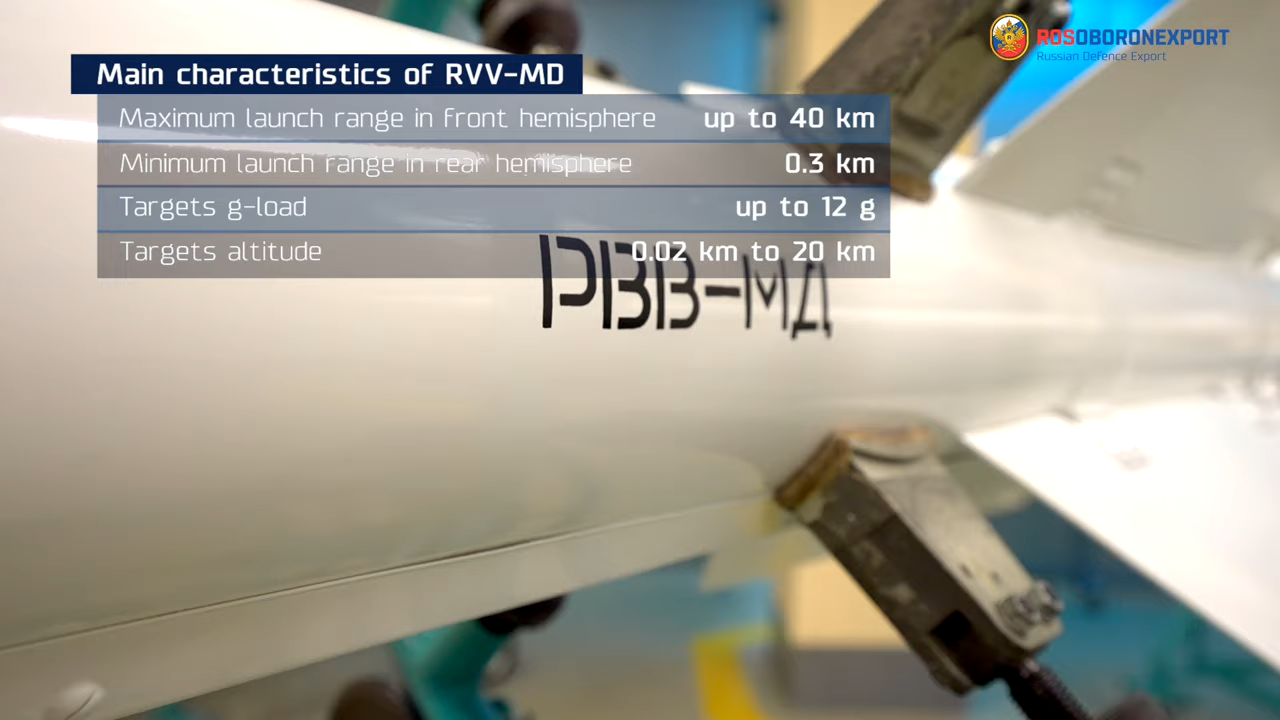 ROSOBORONEXPORT
Russian Defence Export
Main characteristics of RVV-MD
Maximum launch range in front hemisphere up to 40 km
Minimum launch range in rear hemisphere 0.3 km
Targets g-load up to 12 g
Targets altitude 0.02 km to 20 km
РВВ-МД